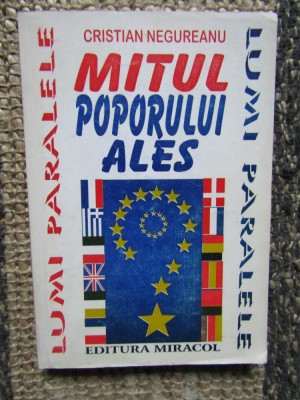 CRISTIAN NEGUREANU
MITUL
POPORULUI
ALES
LUMI PARALELE
LUMI PARALELE
EDITURA MIRACOL